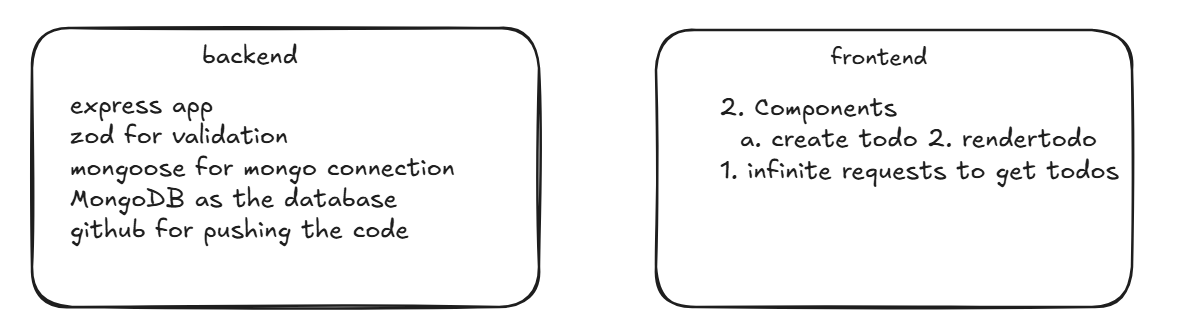 backend
express app
zod for validation
mongoose for mongo connection
MongoDB as the database
github for pushing the code
frontend
2. Components
a. create todo 2. rendertodo
1. infinite requests to get todos